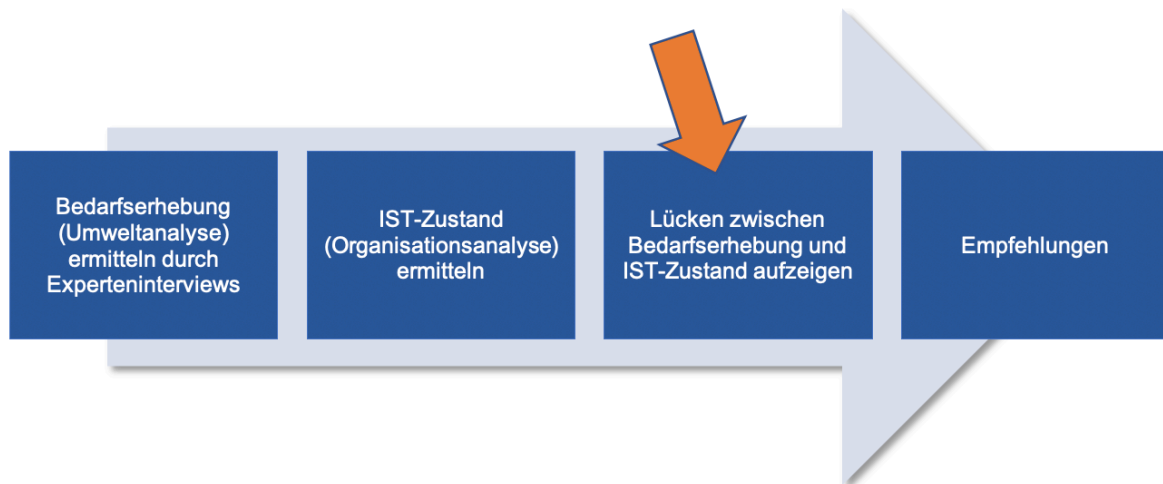 Bedarfserhebung
(Umweltanalyse)
ermitteln durch
Experteninterviews
IST-Zustand
(Organisationsanalyse)
ermitteln
Lücken zwischen
Bedarfserhebung und
IST-Zustand aufzeigen
Empfehlungen